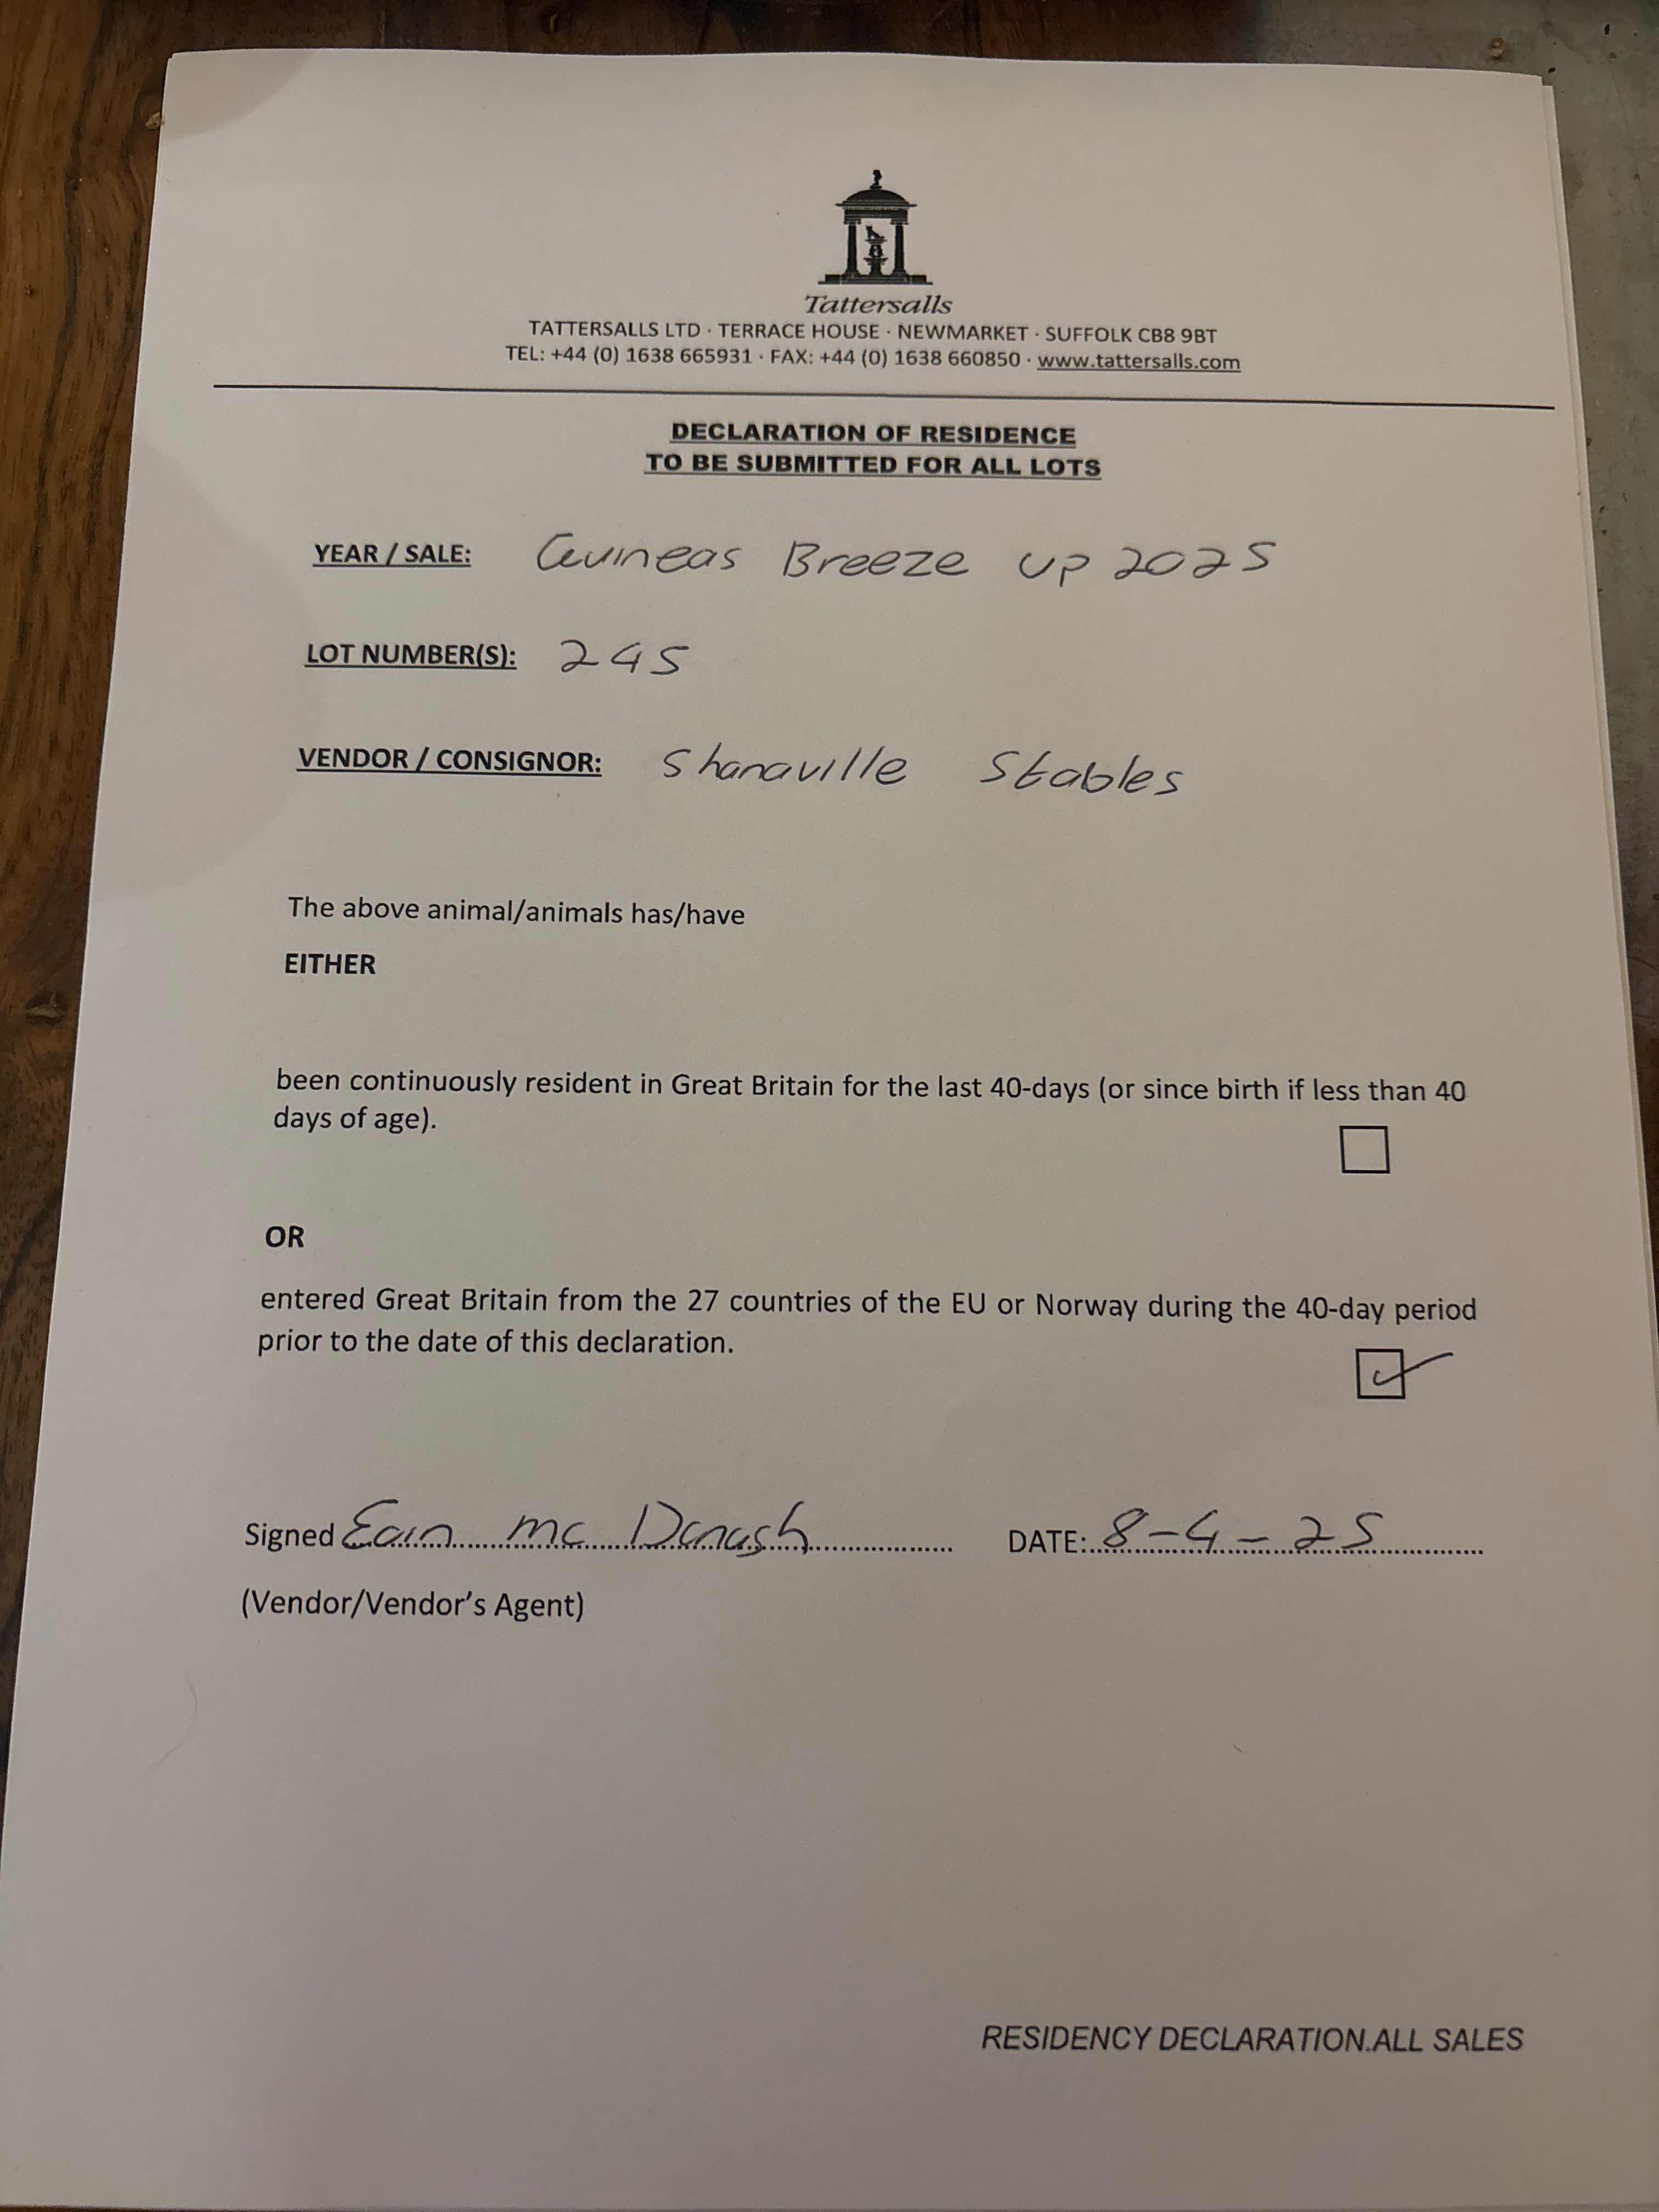 Tattersalls
TATTERSALLS LTD · TERRACE HOUSE · NEWMARKET · SUFFOLK CB8 9BT
TEL: +44 (0) 1638 665931 · FAX: +44 (0) 1638 660850 · www.tattersalls.com
DECLARATION OF RESIDENCE
TO BE SUBMITTED FOR ALL LOTS
YEAR / SALE: Guineas Breeze up 2025
LOT NUMBER(S): 245
VENDOR / CONSIGNOR: Shanaville Stables
The above animal/animals has/have
EITHER
been continuously resident in Great Britain for the last 40-days (or since birth if less than 40
days of age).
OR
entered Great Britain from the 27 countries of the EU or Norway during the 40-day period
prior to the date of this declaration.
Signed Eain mc DATE: 8-4-25
(Vendor/Vendor's Agent)
RESIDENCY DECLARATION.ALL SALES